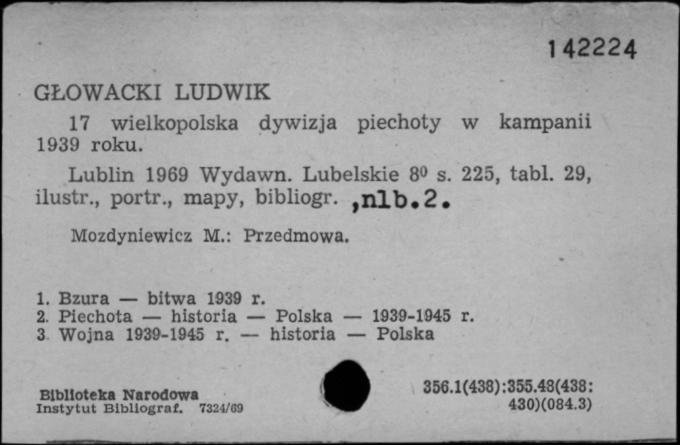 142224
GŁOWACKI LUDWIK
17 wielkopolska dywizja piechoty w kampanii
1939 roku.
Lublin 1969 Wydawn. Lubelskie 8⁰ s. 225, tabl. 29,
ilustr., portr., mapy, bibliogr. ,nlb.2.
Mozdyniewicz M.: Przedmowa.
1. Bzura — bitwa 1939 r.
2. Piechota — historia — Polska — 1939-1945 r.
3. Wojna 1939-1945 r. — historia — Polska
Biblioteka Narodowa
Instytut Bibliograf. 7324/69
356.1(438):355.48(438:
430)(084.3)